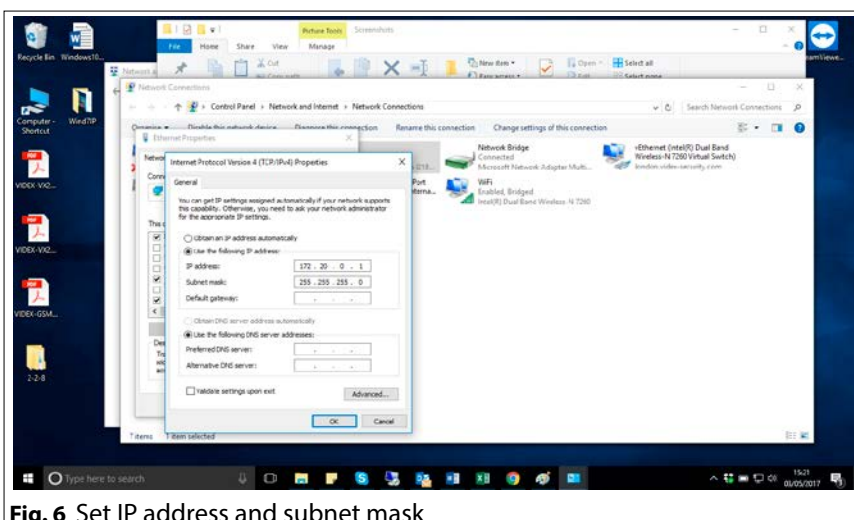 Picture Tools Screenshots
File Home Share View Manage
Cut
New item
Open
Select all
Recycle Bin Windows10...
Network Connections
Control Panel > Network and Internet > Network Connections
Search Network Connections
Organise Disable this network device Diagnose this connection Rename this connection Change settings of this connection
Computer - Shortcut
Wired7IP
Ethernet Properties
Internet Protocol Version 4 (TCP/IPv4) Properties
General
You can get IP settings assigned automatically if your network supports
this capability. Otherwise, you need to ask your network administrator
for the appropriate IP settings.
Obtain an IP address automatically
Use the following IP address:
IP address: 172 . 20 . 0 . 1
Subnet mask: 255 . 255 . 255 . 0
Default gateway: . . .
Obtain DNS server address automatically
Use the following DNS server addresses:
Preferred DNS server: . . .
Alternative DNS server: . . .
Validate settings upon exit
Advanced...
OK Cancel
Network Bridge
Connected
Microsoft Network Adapter Multi...
vEthernet (Intel(R) Dual Band
Wireless-N 7260 Virtual Switch)
london.videx-security.com
WiFi
Enabled, Bridged
Intel(R) Dual Band Wireless-N 7260
VIDEX-VX2...
VIDEX-VX2...
VIDEX-GSM...
2-2-8
7 items 1 item selected
Type here to search
15:21
03/05/2017
Fig. 6 Set IP address and subnet mask